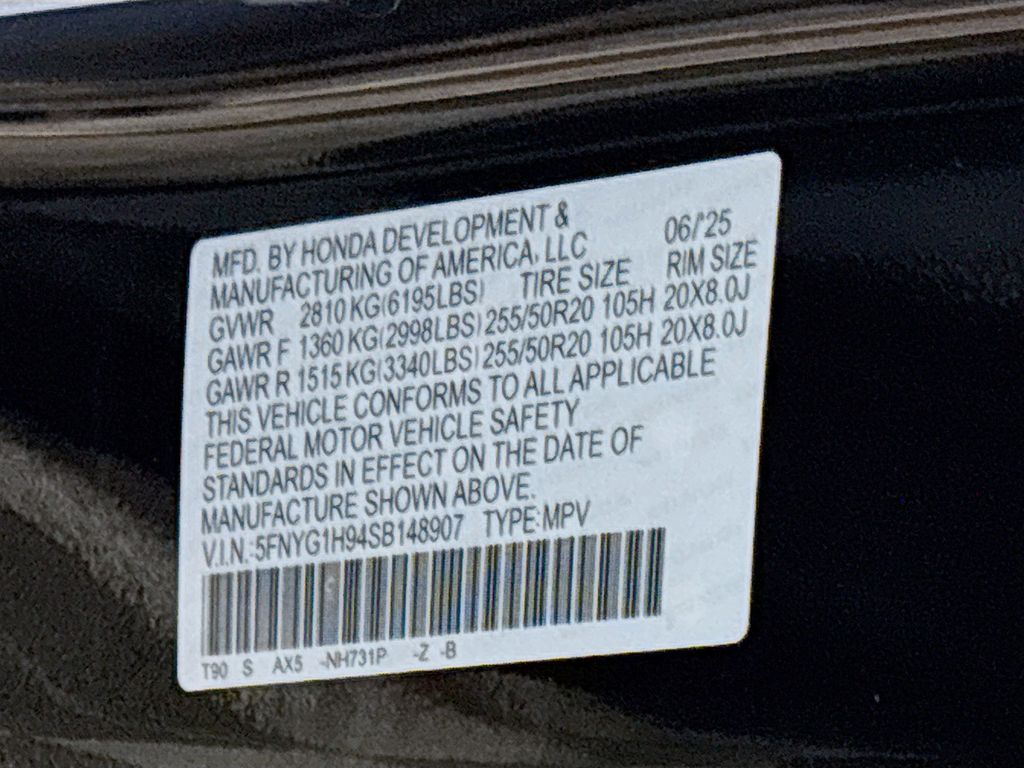 MFD. BY HONDA DEVELOPMENT &
MANUFACTURING OF AMERICA, LLC 06/'25
GVWR 2810 KG(6195LBS) TIRE SIZE RIM SIZE
GAWR F 1360 KG(2998LBS) 255/50R20 105H 20X8.0J
GAWR R 1515 KG(3340LBS) 255/50R20 105H 20X8.0J
THIS VEHICLE CONFORMS TO ALL APPLICABLE
FEDERAL MOTOR VEHICLE SAFETY
STANDARDS IN EFFECT ON THE DATE OF
MANUFACTURE SHOWN ABOVE.
V.I.N.:5FNYG1H94SB148907 TYPE:MPV
T90 S AX5 -NH731P -Z -B